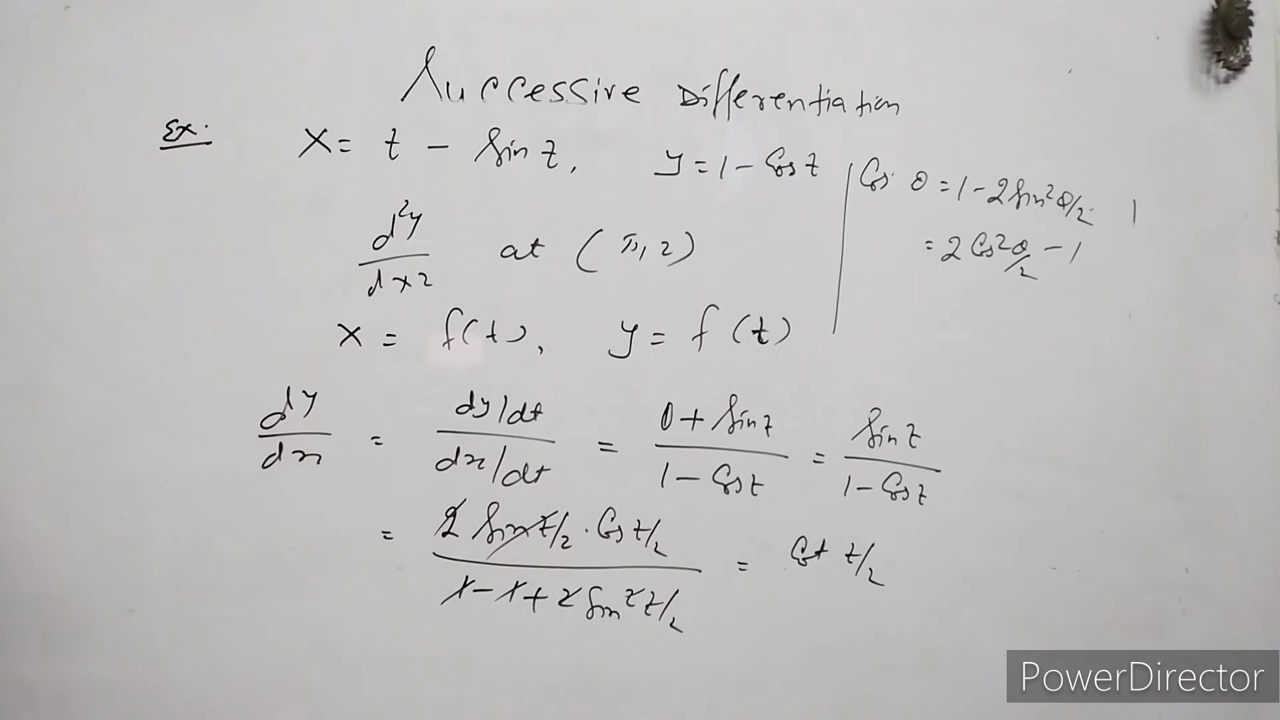 Successive Differentiation
Ex. x = t - Sin t, y = 1 - Cos t | Cos θ = 1 - 2 Sin² θ/2
= 2 Cos² θ/2 - 1
d²y/dx² at (π, 2)
x = f(t), y = f(t)
dy/dx = (dy/dt)/(dx/dt) = (0 + Sin t)/(1 - Cos t) = Sin t/(1 - Cos t)
= (2 Sin t/2 · Cos t/2)/(1 - 1 + 2 Sin² t/2) = Cot t/2
PowerDirector